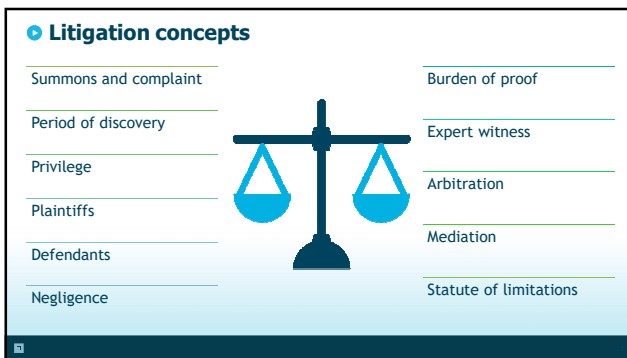 Litigation concepts
Summons and complaint
Period of discovery
Privilege
Plaintiffs
Defendants
Negligence
Burden of proof
Expert witness
Arbitration
Mediation
Statute of limitations